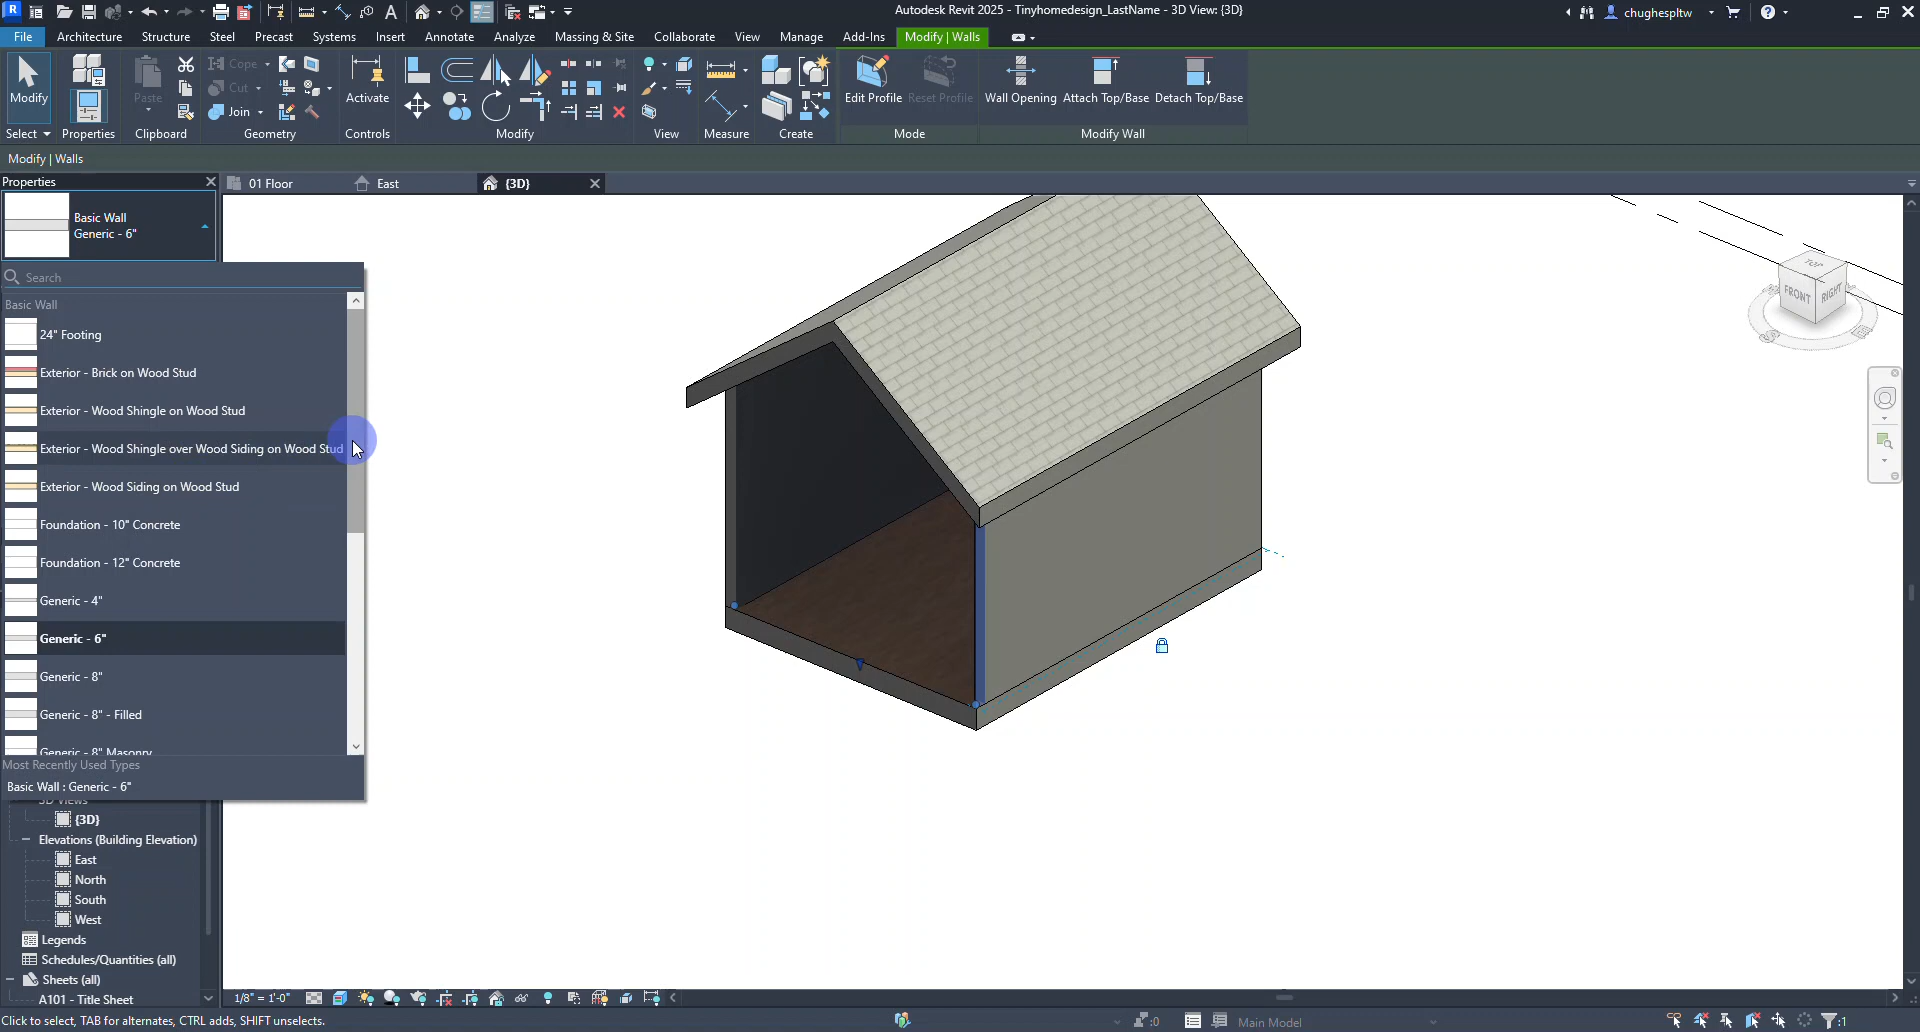 Autodesk Revit 2025 - Tinyhomedesign_LastName - 3D View: {3D}
chughespltw
File
Architecture
Structure
Steel
Precast
Systems
Insert
Annotate
Analyze
Massing & Site
Collaborate
View
Manage
Add-Ins
Modify | Walls
Modify
Paste
Cope
Cut
Join
Activate
Edit Profile
Reset Profile
Wall Opening
Attach Top/Base
Detach Top/Base
Select
Properties
Clipboard
Geometry
Controls
Modify
View
Measure
Create
Mode
Modify Wall
Modify | Walls
Properties
01 Floor
East
{3D}
Basic Wall
Generic - 6"
Search
Basic Wall
24" Footing
Exterior - Brick on Wood Stud
Exterior - Wood Shingle on Wood Stud
Exterior - Wood Shingle over Wood Siding on Wood Stud
Exterior - Wood Siding on Wood Stud
Foundation - 10" Concrete
Foundation - 12" Concrete
Generic - 4"
Generic - 6"
Generic - 8"
Generic - 8" - Filled
Generic - 8" Masonry
Most Recently Used Types
Basic Wall : Generic - 6"
3D Views
{3D}
Elevations (Building Elevation)
East
North
South
West
Legends
Schedules/Quantities (all)
Sheets (all)
A101 - Title Sheet
TOP
FRONT
RIGHT
1/8" = 1'-0"
Click to select, TAB for alternates, CTRL adds, SHIFT unselects.
:0
Main Model
:1